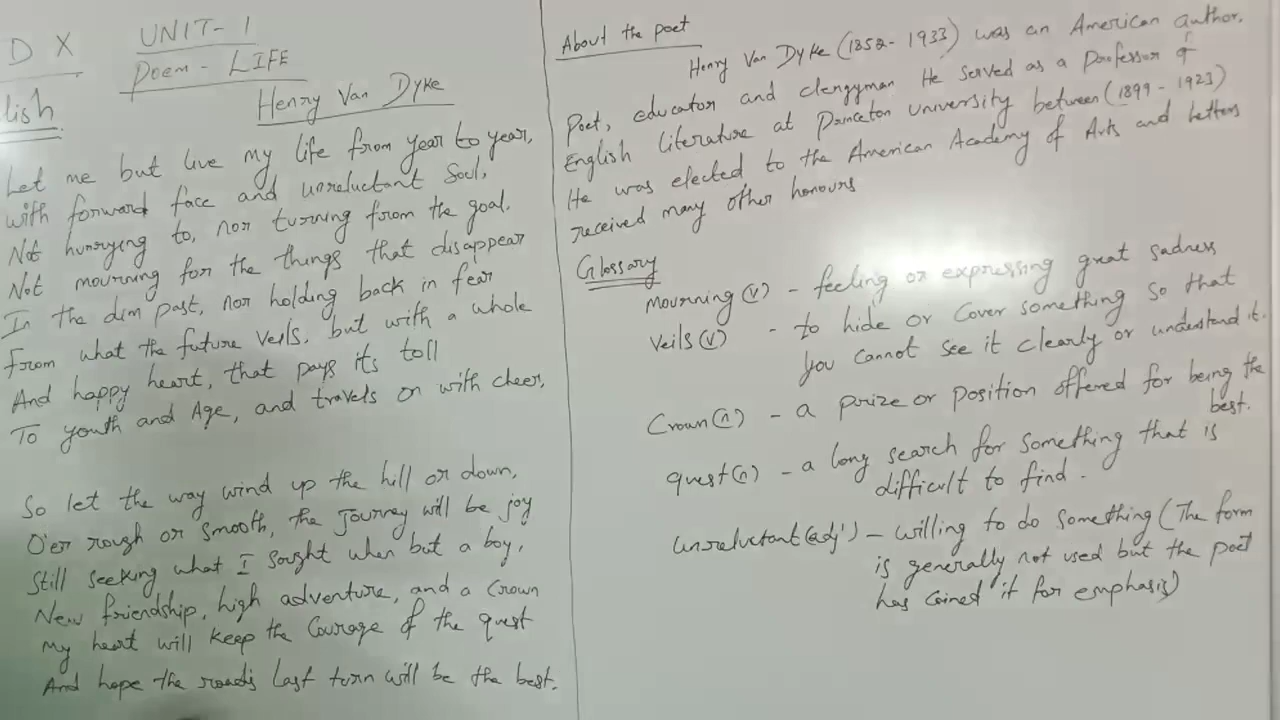 D X
UNIT-1
Poem - LIFE
lish
Henry Van Dyke
Let me but live my life from year to year,
with forward face and unreluctant soul,
Not hurrying to, nor turning from the goal.
Not mourning for the things that disappear
In the dim past, nor holding back in fear
From what the future veils, but with a whole
And happy heart, that pays its toll
To youth and Age, and travels on with cheer,
So let the way wind up the hill or down,
O'er rough or smooth, the journey will be joy
Still seeking what I sought when but a boy,
New friendship, high adventure, and a crown
My heart will keep the courage of the quest
And hope the road's last turn will be the best.
About the poet
Henry Van Dyke (1852 - 1933) was an American author,
Poet, educator and clergyman He served as a Professor of
English literature at Princeton University between (1899 - 1923)
He was elected to the American Academy of Arts and Letters
received many other honours
Glossary
mourning (v) - feeling or expressing great sadness
Veils (v) - to hide or cover something so that
you cannot see it clearly or understand it.
Crown (n) - a prize or position offered for being the
best.
quest (n) - a long search for something that is
difficult to find.
Unreluctant (adj') - willing to do something (The form
is generally not used but the poet
has coined it for emphasis)